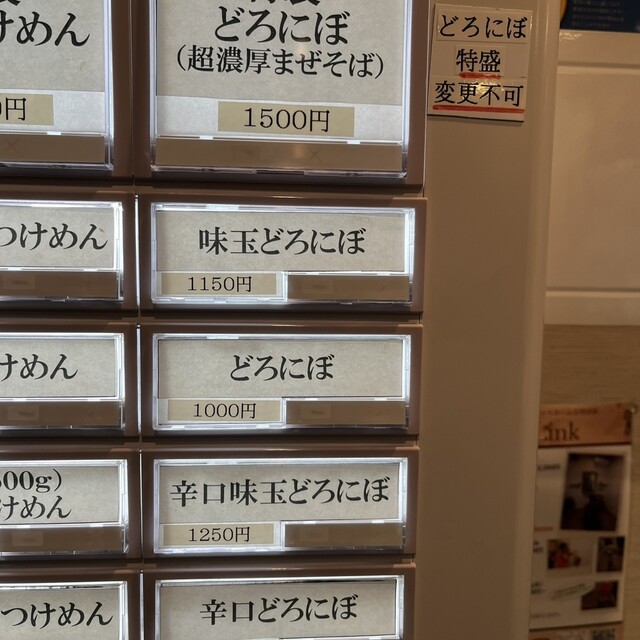 けめん
0円
どろにぼ
(超濃厚まぜそば)
1500円
どろにぼ
特盛
変更不可
つけめん
味玉どろにぼ
1150円
けめん
どろにぼ
1000円
00g)
けめん
辛口味玉どろにぼ
1250円
つけめん
辛口どろにぼ
ink